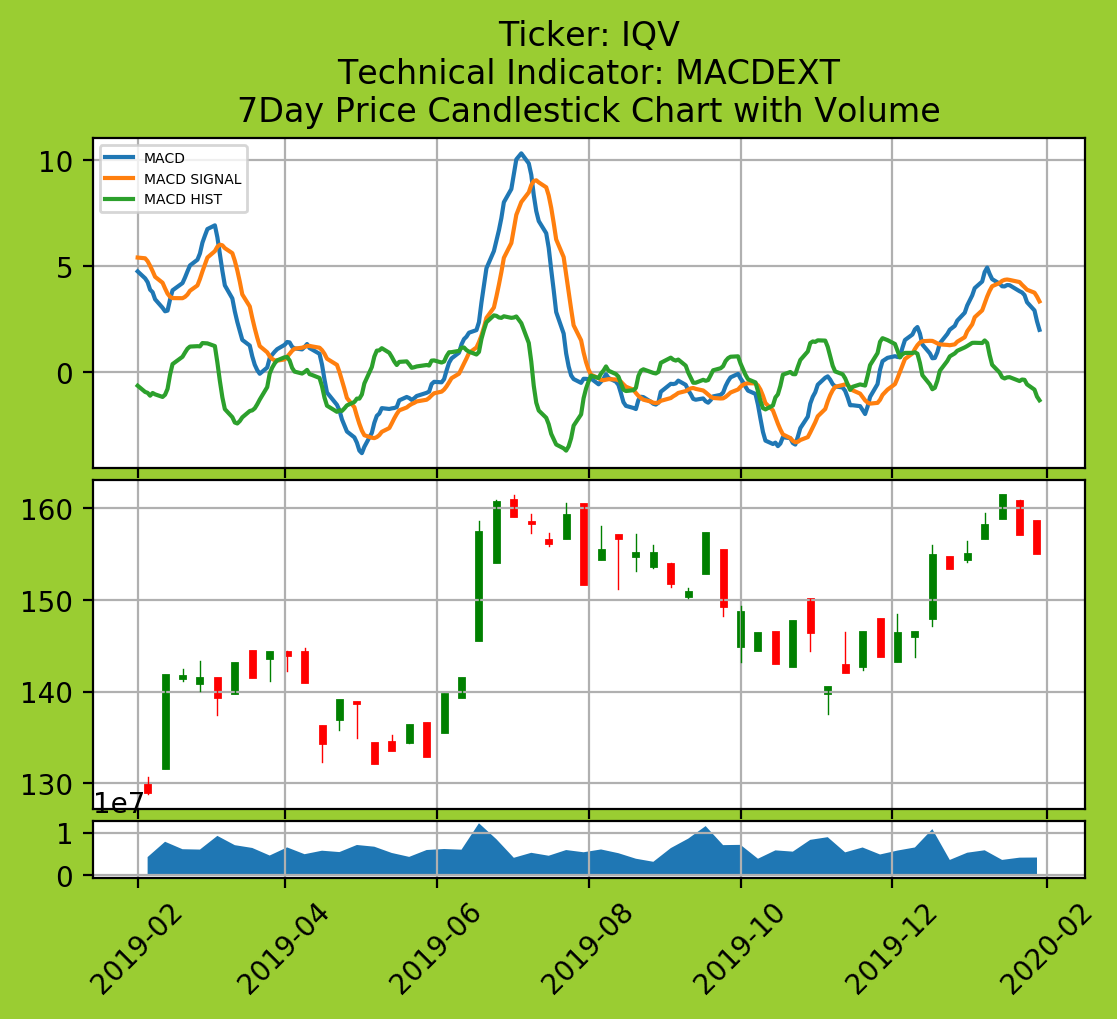 Ticker: IQV
Technical Indicator: MACDEXT
7Day Price Candlestick Chart with Volume
10
5
0
MACD
MACD SIGNAL
MACD HIST
160
150
140
130
1e7
1
0
2019-02
2019-04
2019-06
2019-08
2019-10
2019-12
2020-02